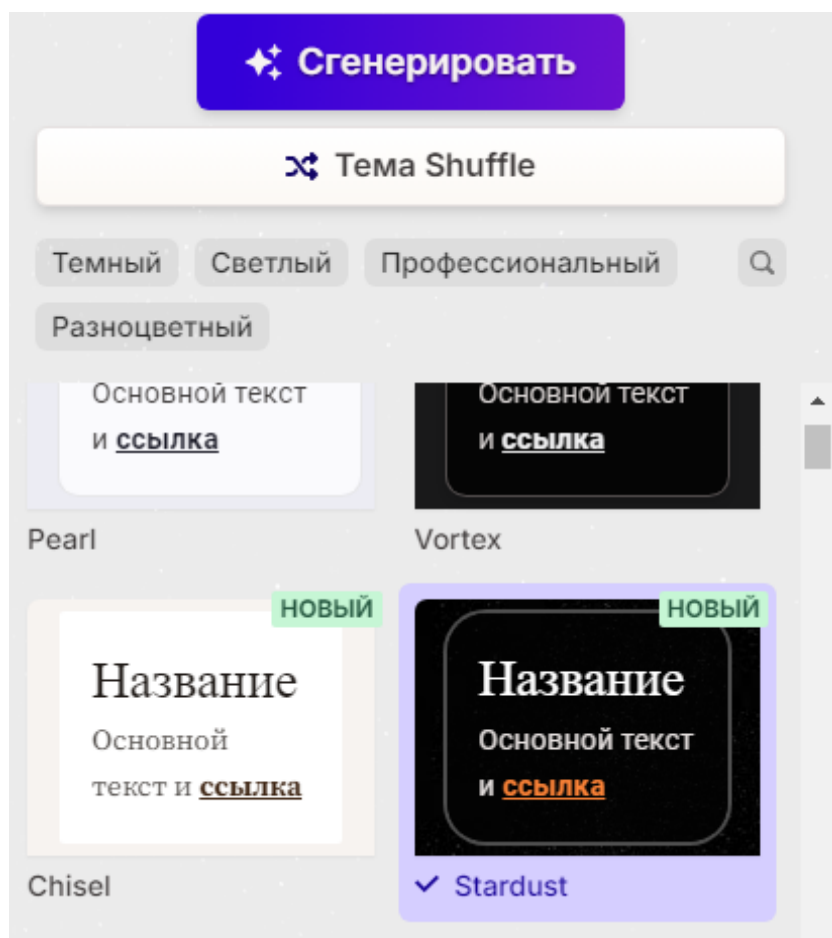 Сгенерировать
Тема Shuffle
Темный Светлый Профессиональный
Разноцветный
Основной текст
и ссылка
Pearl
Основной текст
и ссылка
Vortex
НОВЫЙ
Название
Основной
текст и ссылка
Chisel
НОВЫЙ
Название
Основной текст
и ссылка
Stardust